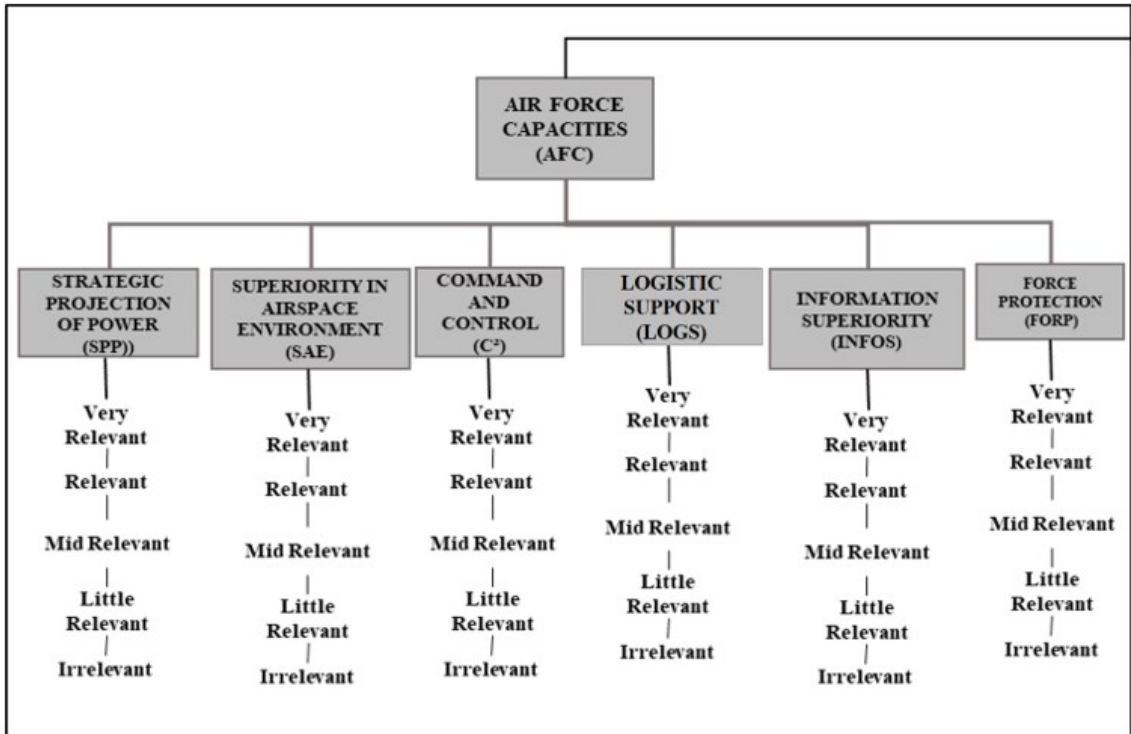 AIR FORCE
CAPACITIES
(AFC)
STRATEGIC
PROJECTION
OF POWER
(SPP))
Very
Relevant
Relevant
Mid Relevant
Little
Relevant
Irrelevant
SUPERIORITY IN
AIRSPACE
ENVIRONMENT
(SAE)
Very
Relevant
Relevant
Mid Relevant
Little
Relevant
Irrelevant
COMMAND
AND
CONTROL
(C²)
Very
Relevant
Relevant
Mid Relevant
Little
Relevant
Irrelevant
LOGISTIC
SUPPORT
(LOGS)
Very
Relevant
Relevant
Mid Relevant
Little
Relevant
Irrelevant
INFORMATION
SUPERIORITY
(INFOS)
Very
Relevant
Relevant
Mid Relevant
Little
Relevant
Irrelevant
FORCE
PROTECTION
(FORP)
Very
Relevant
Relevant
Mid Relevant
Little
Relevant
Irrelevant